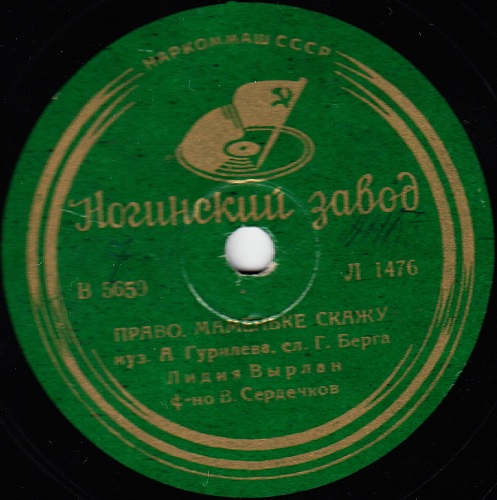 НАРКОММАШ СССР
Ногинский завод
В 5659 Л 1476
ПРАВО, МАМЕНЬКЕ СКАЖУ
муз. А. Гурилева, сл. Г. Берга
Лидия Вырлан
ф-но В. Сердечков